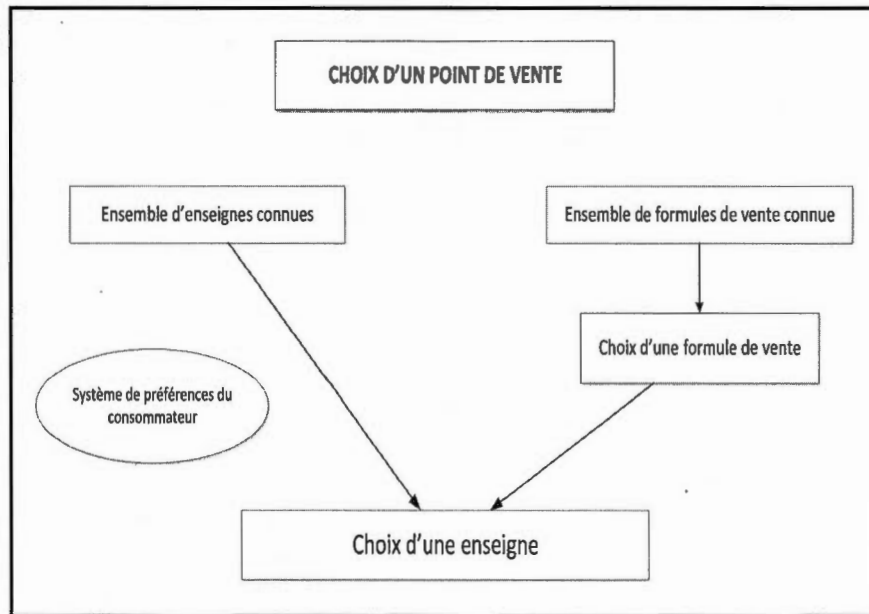 CHOIX D'UN POINT DE VENTE
Ensemble d'enseignes connues
Ensemble de formules de vente connue
Choix d'une formule de vente
Système de préférences du
consommateur
Choix d'une enseigne